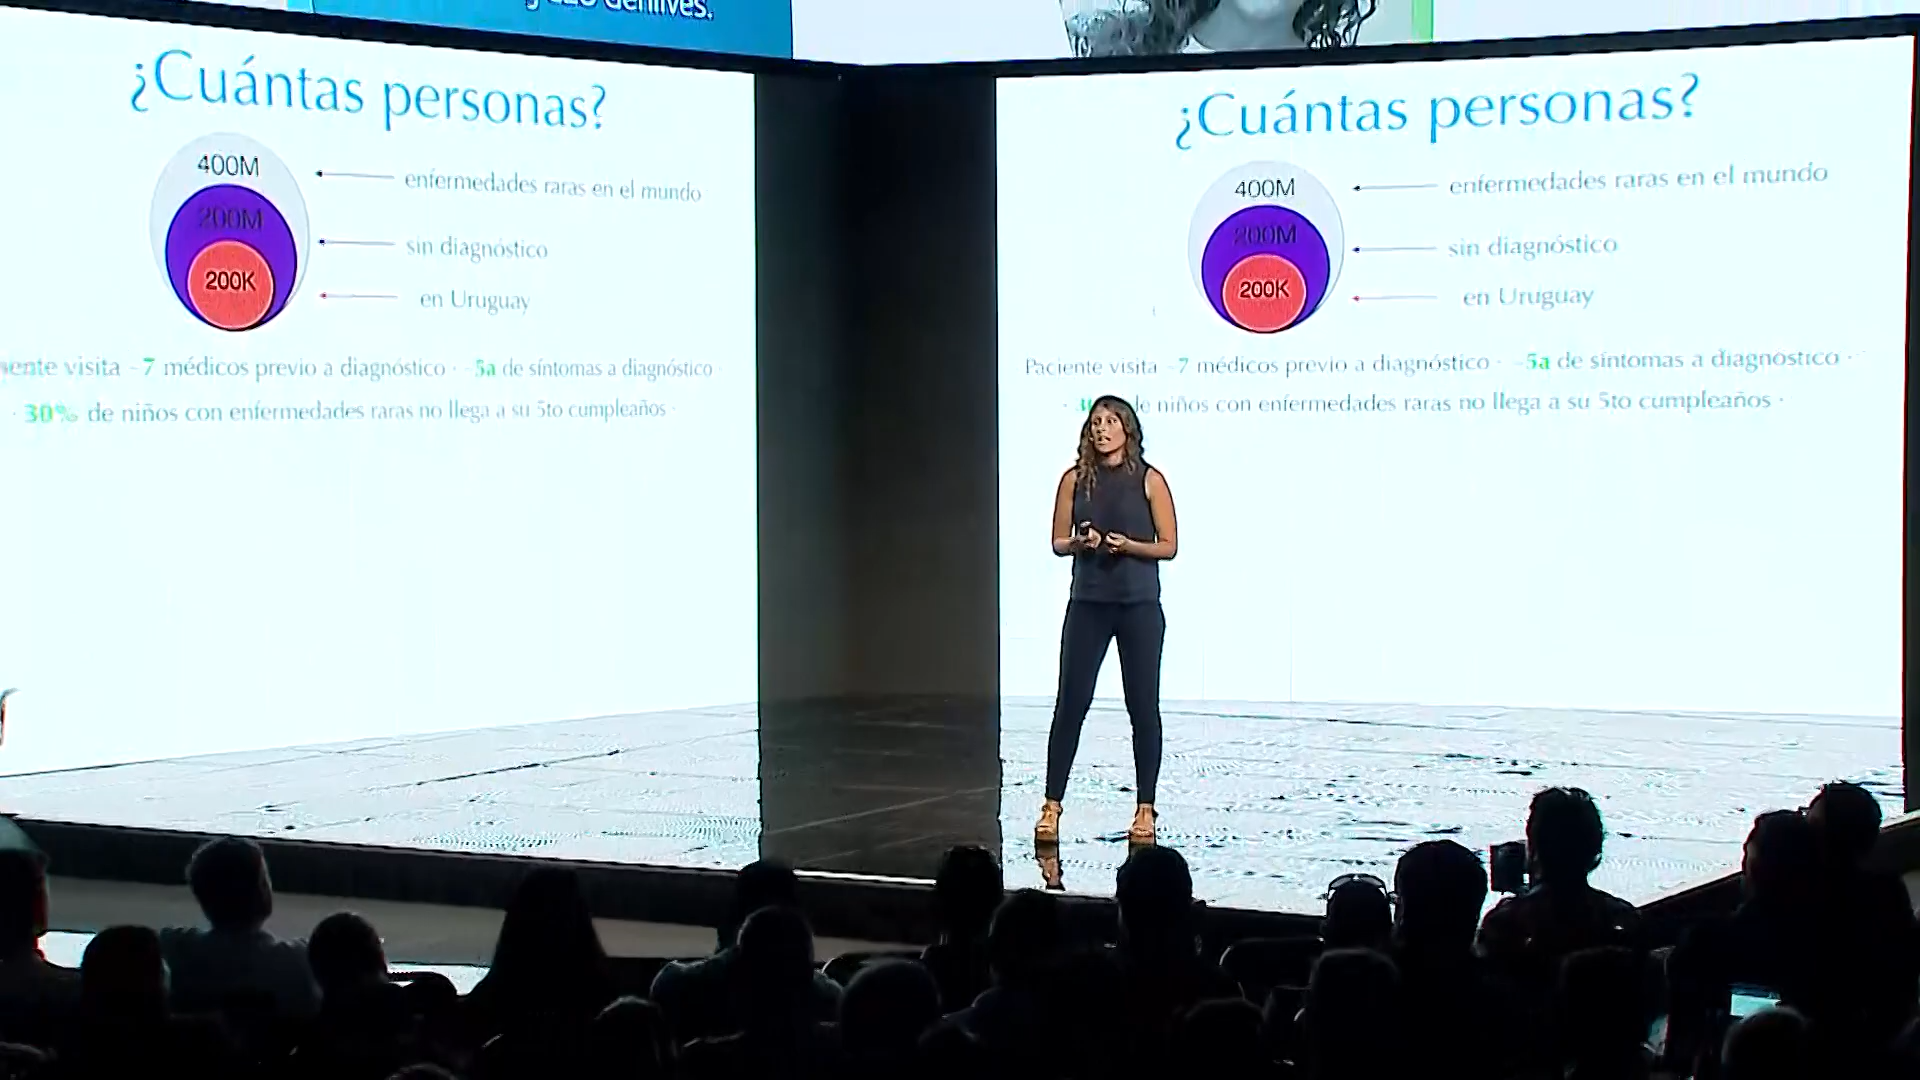 Genlives.
¿Cuántas personas?
400M
enfermedades raras en el mundo
200M
sin diagnóstico
200K
en Uruguay
visita ~7 médicos previo a diagnóstico · ~5a de síntomas a diagnóstico
· 30% de niños con enfermedades raras no llega a su 5to cumpleaños ·
¿Cuántas personas?
400M
enfermedades raras en el mundo
200M
sin diagnóstico
200K
en Uruguay
Paciente visita ~7 médicos previo a diagnóstico · ~5a de síntomas a diagnóstico ·
de niños con enfermedades raras no llega a su 5to cumpleaños ·